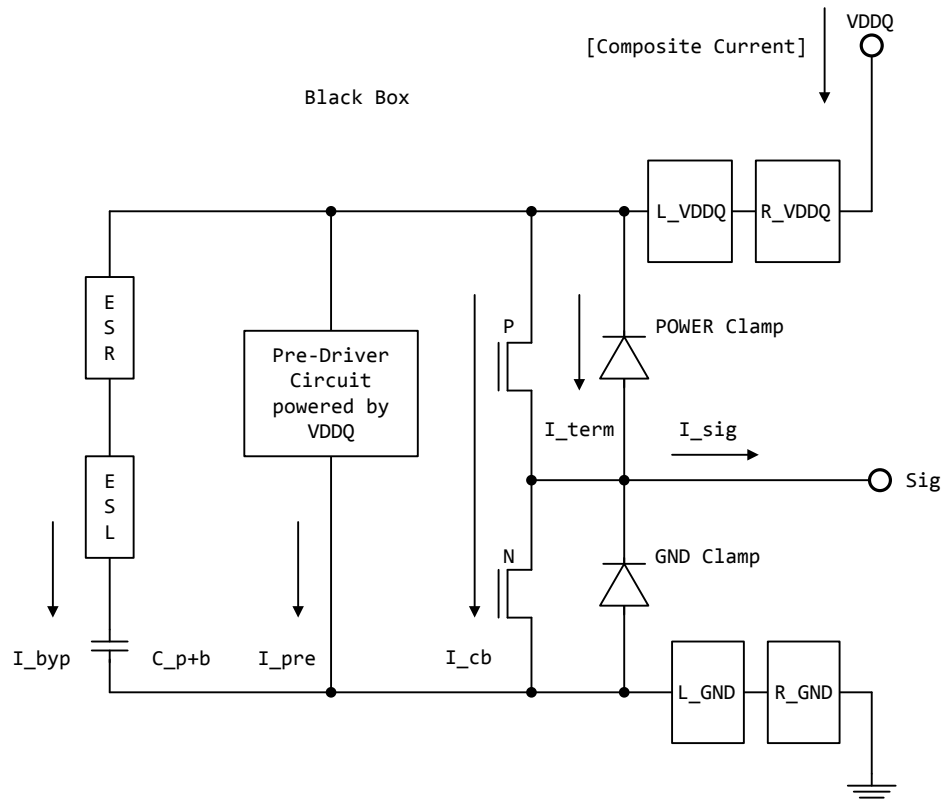 VDDQ
[Composite Current]
Black Box
L_VDDQ
R_VDDQ
E
S
R
P
POWER Clamp
Pre-Driver
Circuit
powered by
VDDQ
I_term
I_sig
E
S
L
Sig
N
GND Clamp
I_byp
C_p+b
I_pre
I_cb
L_GND
R_GND